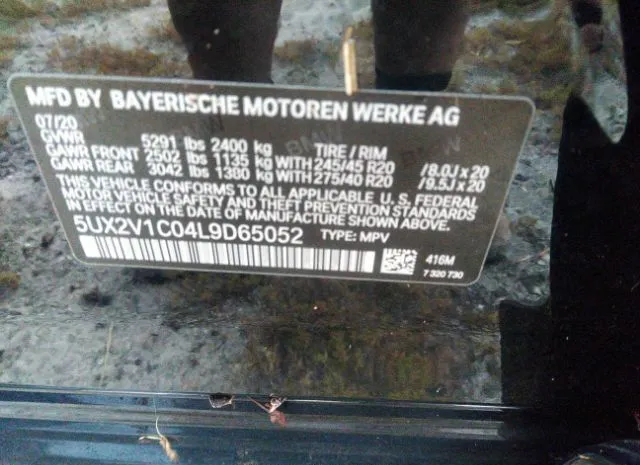 MFD BY BAYERISCHE MOTOREN WERKE AG
07/20
GVWR 5291 lbs 2400 kg TIRE / RIM
GAWR FRONT 2502 lbs 1135 kg WITH 245/45 R20 /8.0J x 20
GAWR REAR 3042 lbs 1380 kg WITH 275/40 R20 /9.5J x 20
THIS VEHICLE CONFORMS TO ALL APPLICABLE U. S. FEDERAL
MOTOR VEHICLE SAFETY AND THEFT PREVENTION STANDARDS
IN EFFECT ON THE DATE OF MANUFACTURE SHOWN ABOVE.
5UX2V1C04L9D65052 TYPE: MPV
416M
7 320 730